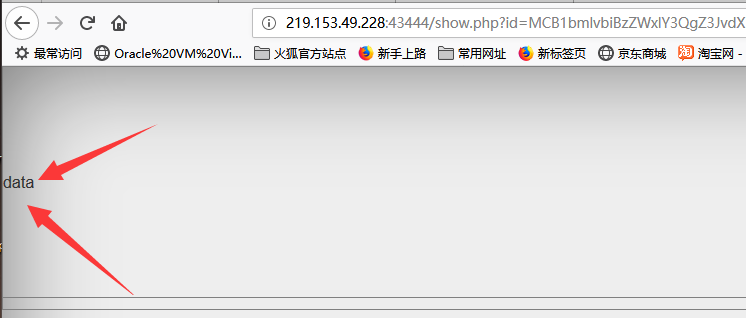 219.153.49.228:43444/show.php?id=MCB1bmlvbiBzZWxlY3QgZ3JvdX
最常访问 Oracle%20VM%20Vi... 火狐官方站点 新手上路 常用网址 新标签页 京东商城 淘宝网 -
data